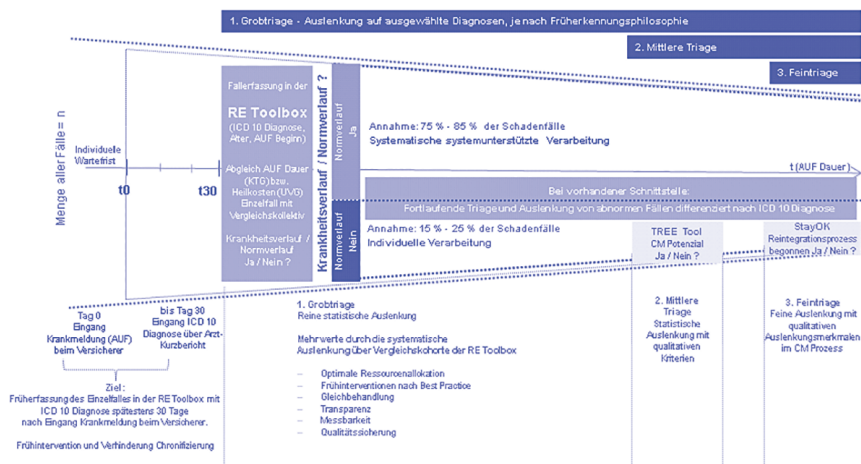 1. Grobtriage - Auslenkung auf ausgewählte Diagnosen, je nach Früherkennungsphilosophie
2. Mittlere Triage
3. Feintriage
Menge aller Fälle = n
Individuelle
Wartefrist
t0
t30
Fallerfassung in der
RE Toolbox
(ICD 10 Diagnose,
Alter, AUF Beginn)
Abgleich AUF Dauer
(KTG) bzw.
Heilkosten (UVG)
Einzelfall mit
Vergleichskollektiv
Krankheitsverlauf /
Normverlauf
Ja / Nein ?
Krankheitsverlauf / Normverlauf ?
Normverlauf
Ja
Normverlauf
Nein
Annahme: 75 % - 85 % der Schadenfälle
Systematische systemunterstützte Verarbeitung
t (AUF Dauer)
Bei vorhandener Schnittstelle:
Fortlaufende Triage und Auslenkung von abnormen Fällen differenziert nach ICD 10 Diagnose
Annahme: 15 % - 25 % der Schadenfälle
Individuelle Verarbeitung
TREE Tool
CM Potenzial
Ja / Nein ?
StayOK
Reintegrationsprozess
begonnen Ja / Nein ?
Tag 0
Eingang
Krankmeldung (AUF)
beim Versicherer
bis Tag 30
Eingang ICD 10
Diagnose über Arzt-
Kurzbericht
Ziel:
Früherfassung des Einzelfalles in der RE Toolbox mit
ICD 10 Diagnose spätestens 30 Tage
nach Eingang Krankmeldung beim Versicherer.
Frühintervention und Verhinderung Chronifizierung
1. Grobtriage
Reine statistische Auslenkung
Mehrwerte durch die systematische
Auslenkung über Vergleichskohorte der RE Toolbox
– Optimale Ressourcenallokation
– Frühinterventionen nach Best Practice
– Gleichbehandlung
– Transparenz
– Messbarkeit
– Qualitätssicherung
2. Mittlere
Triage
Statistische
Auslenkung mit
qualitativen
Kriterien
3. Feintriage
Feine Auslenkung mit
qualitativen
Auslenkungsmerkmalen
im CM Prozess